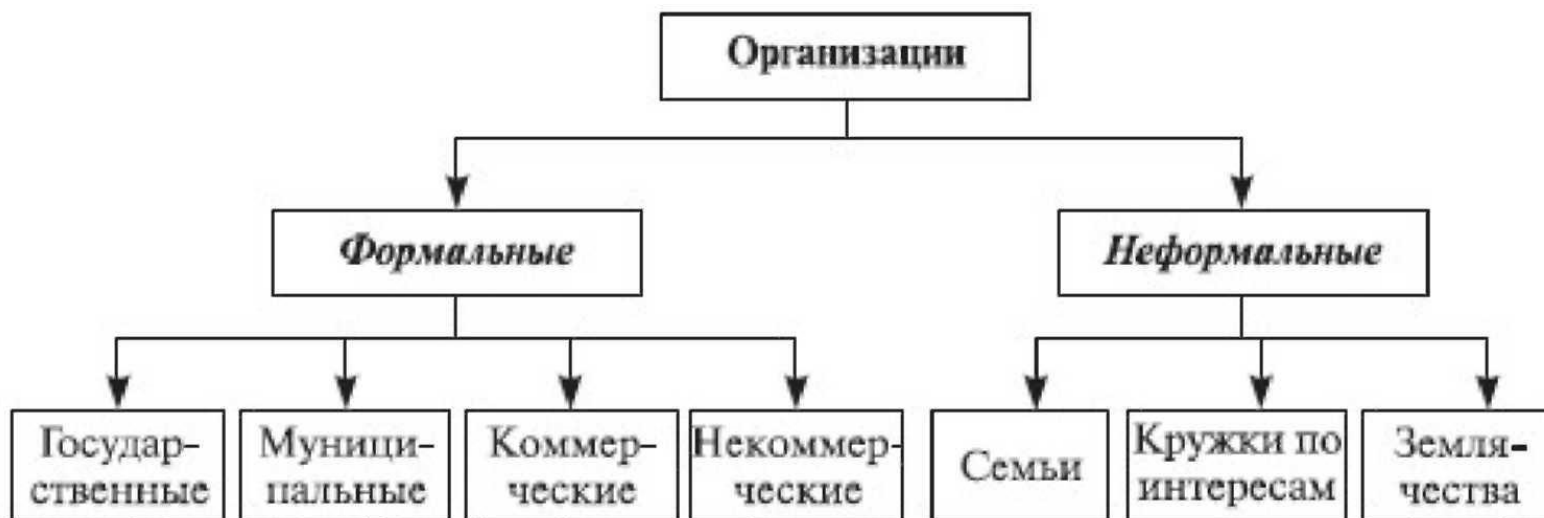 Организации
Формальные
Неформальные
Государ-
ственные
Муници-
пальные
Коммер-
ческие
Некоммер-
ческие
Семьи
Кружки по
интересам
Земля-
чества